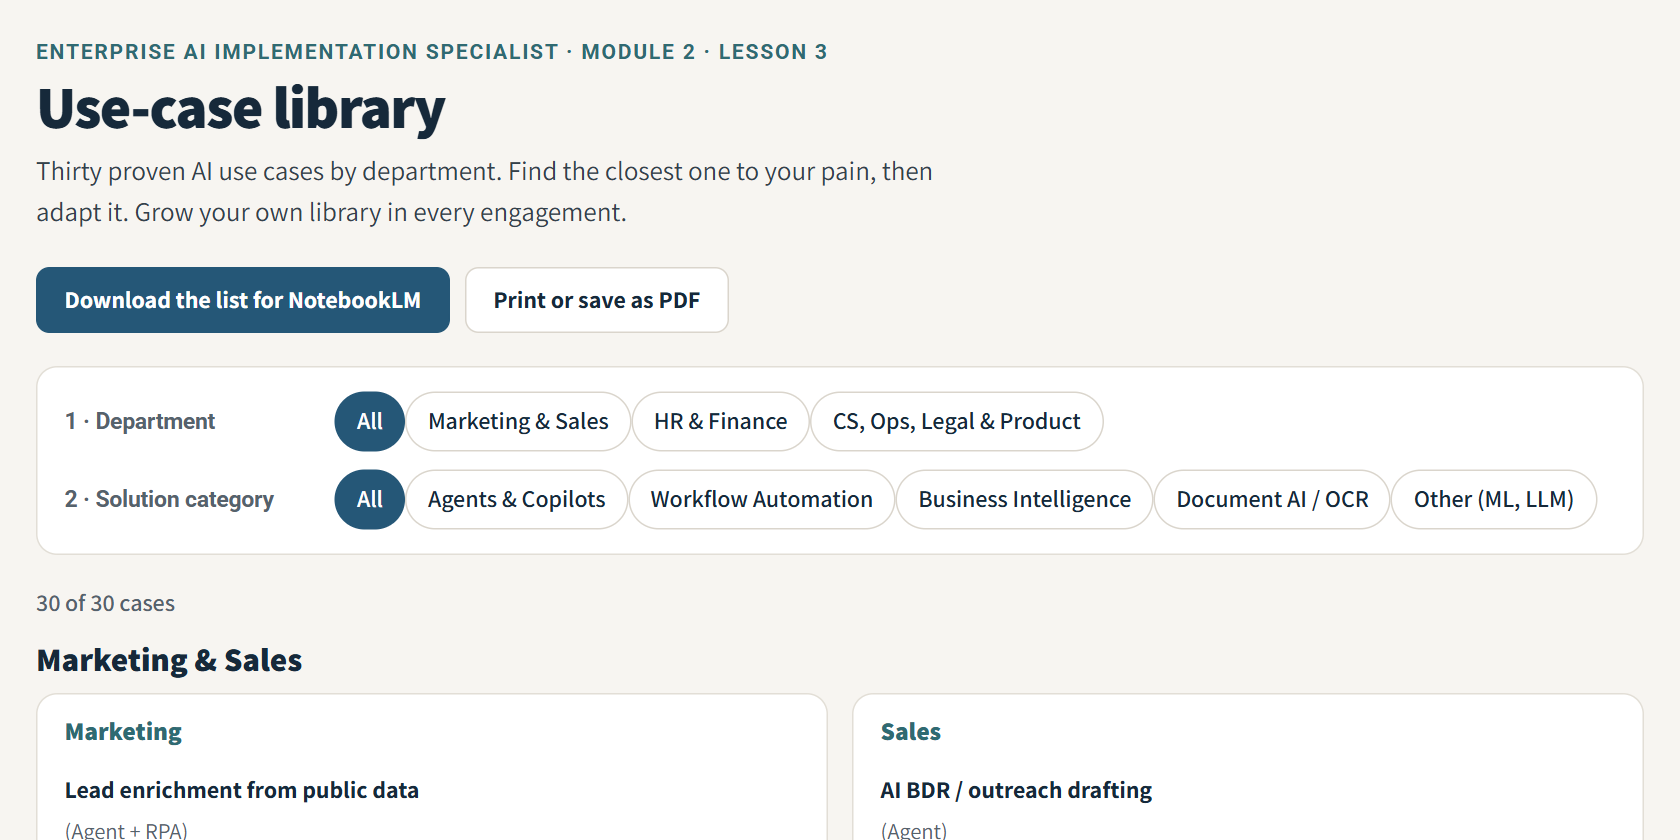 ENTERPRISE AI IMPLEMENTATION SPECIALIST · MODULE 2 · LESSON 3
Use-case library
Thirty proven AI use cases by department. Find the closest one to your pain, then
adapt it. Grow your own library in every engagement.
Download the list for NotebookLM
Print or save as PDF
1 · Department
All
Marketing & Sales
HR & Finance
CS, Ops, Legal & Product
2 · Solution category
All
Agents & Copilots
Workflow Automation
Business Intelligence
Document AI / OCR
Other (ML, LLM)
30 of 30 cases
Marketing & Sales
Marketing
Lead enrichment from public data
(Agent + RPA)
Sales
AI BDR / outreach drafting
(Agent)